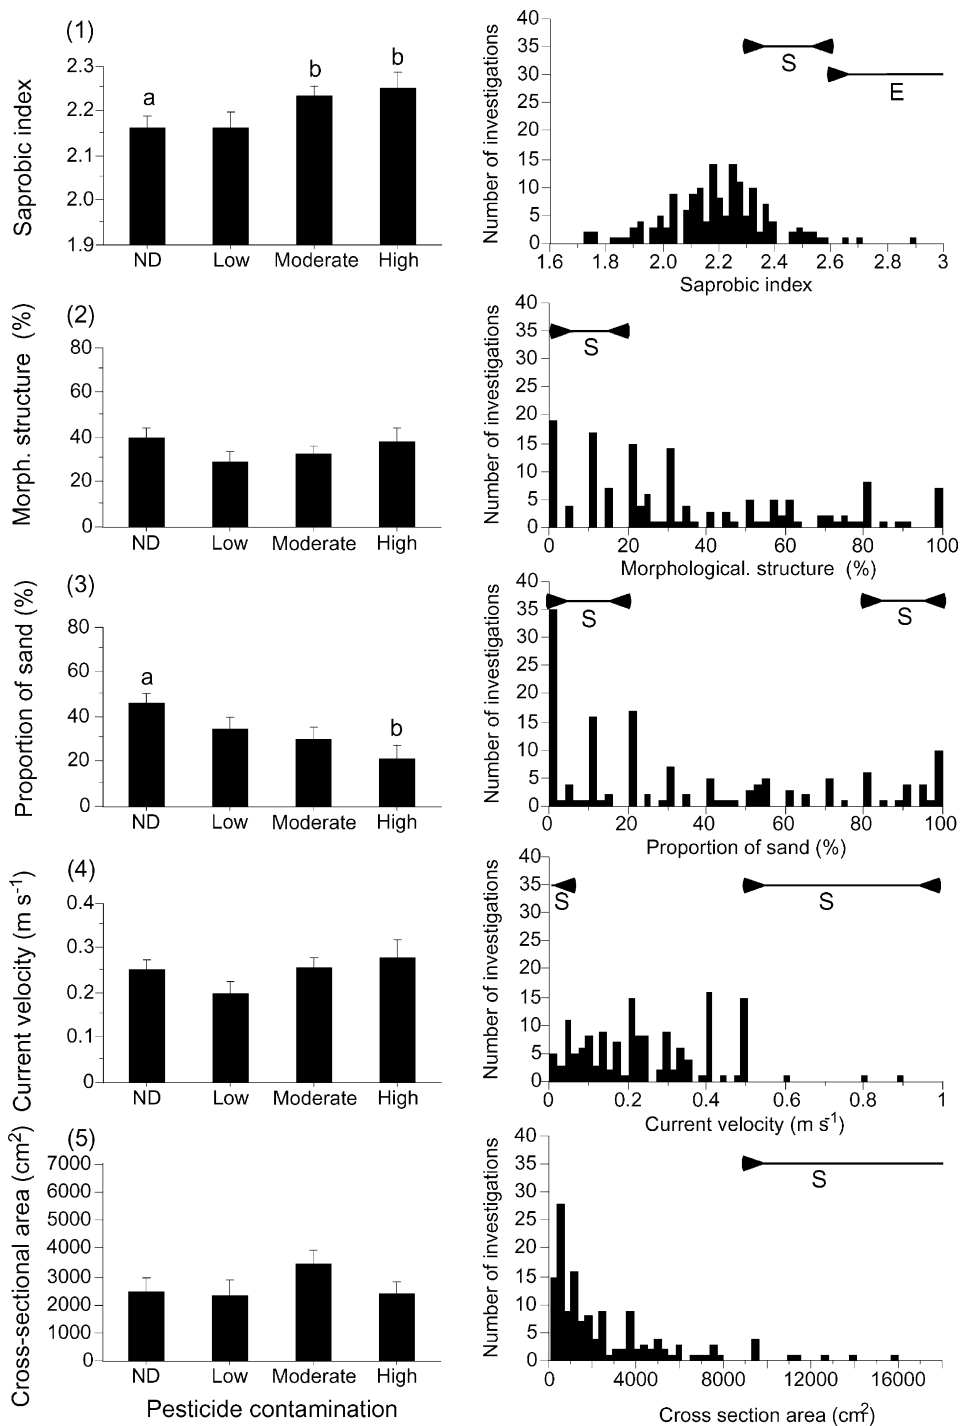 (1)
Saprobic index
2.3
2.2
2.1
2.0
1.9
a
b
b
ND Low Moderate High
Number of investigations
40
35
30
25
20
15
10
5
0
S
E
1.6 1.8 2.0 2.2 2.4 2.6 2.8 3
Saprobic index
(2)
Morph. structure (%)
80
60
40
20
0
ND Low Moderate High
Number of investigations
40
35
30
25
20
15
10
5
0
S
0 20 40 60 80 100
Morphological. structure (%)
(3)
Proportion of sand (%)
80
60
40
20
0
a
b
ND Low Moderate High
Number of investigations
40
35
30
25
20
15
10
5
0
S
S
0 20 40 60 80 100
Proportion of sand (%)
(4)
Current velocity (m s-1)
0.4
0.3
0.2
0.1
0
ND Low Moderate High
Number of investigations
40
35
30
25
20
15
10
5
0
S
S
0 0.2 0.4 0.6 0.8 1
Current velocity (m s-1)
(5)
Cross-sectional area (cm2)
7000
6000
5000
4000
3000
2000
1000
0
ND Low Moderate High
Pesticide contamination
Number of investigations
40
35
30
25
20
15
10
5
0
S
0 4000 8000 12000 16000
Cross section area (cm2)